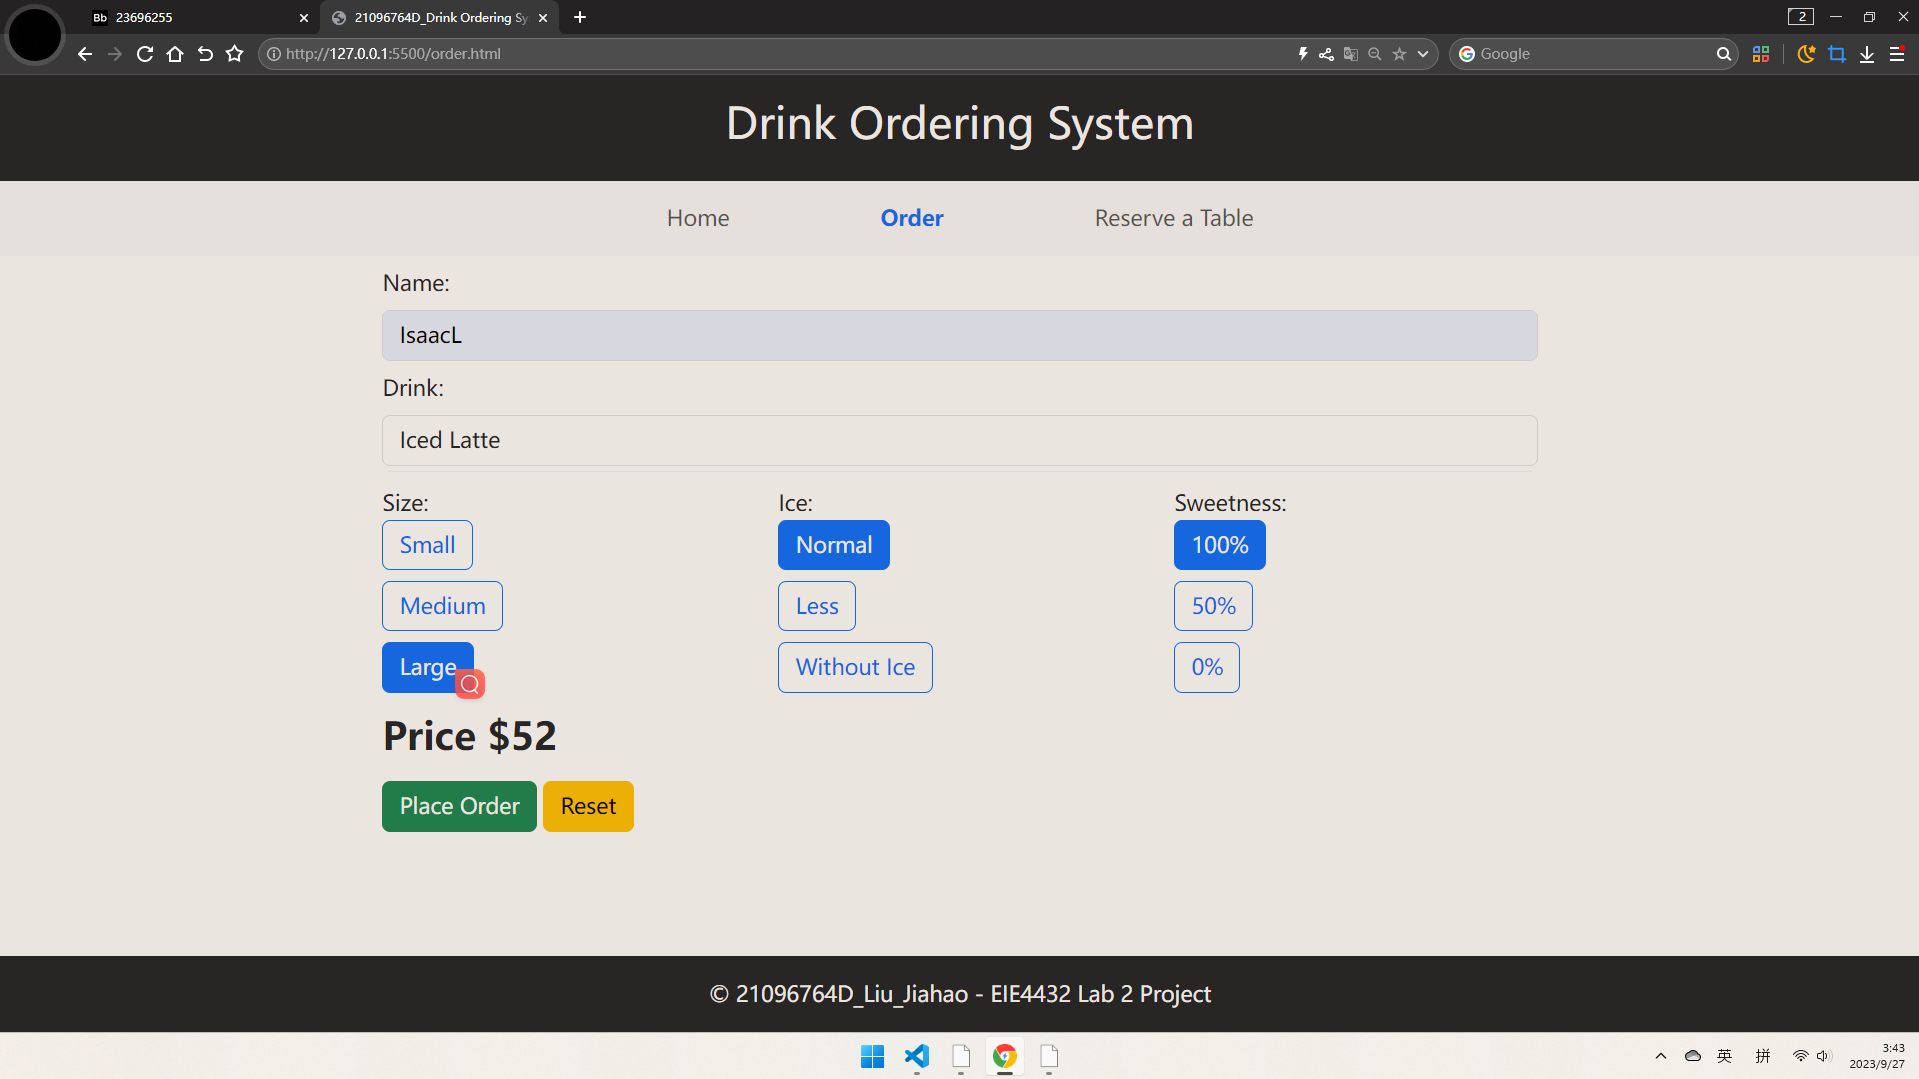 Bb 23696255
21096764D_Drink Ordering Sy
2
http://127.0.0.1:5500/order.html
Google
Drink Ordering System
Home
Order
Reserve a Table
Name:
IsaacL
Drink:
Iced Latte
Size:
Ice:
Sweetness:
Small
Normal
100%
Medium
Less
50%
Large
Without Ice
0%
Price $52
Place Order
Reset
© 21096764D_Liu_Jiahao - EIE4432 Lab 2 Project
英
拼
3:43
2023/9/27